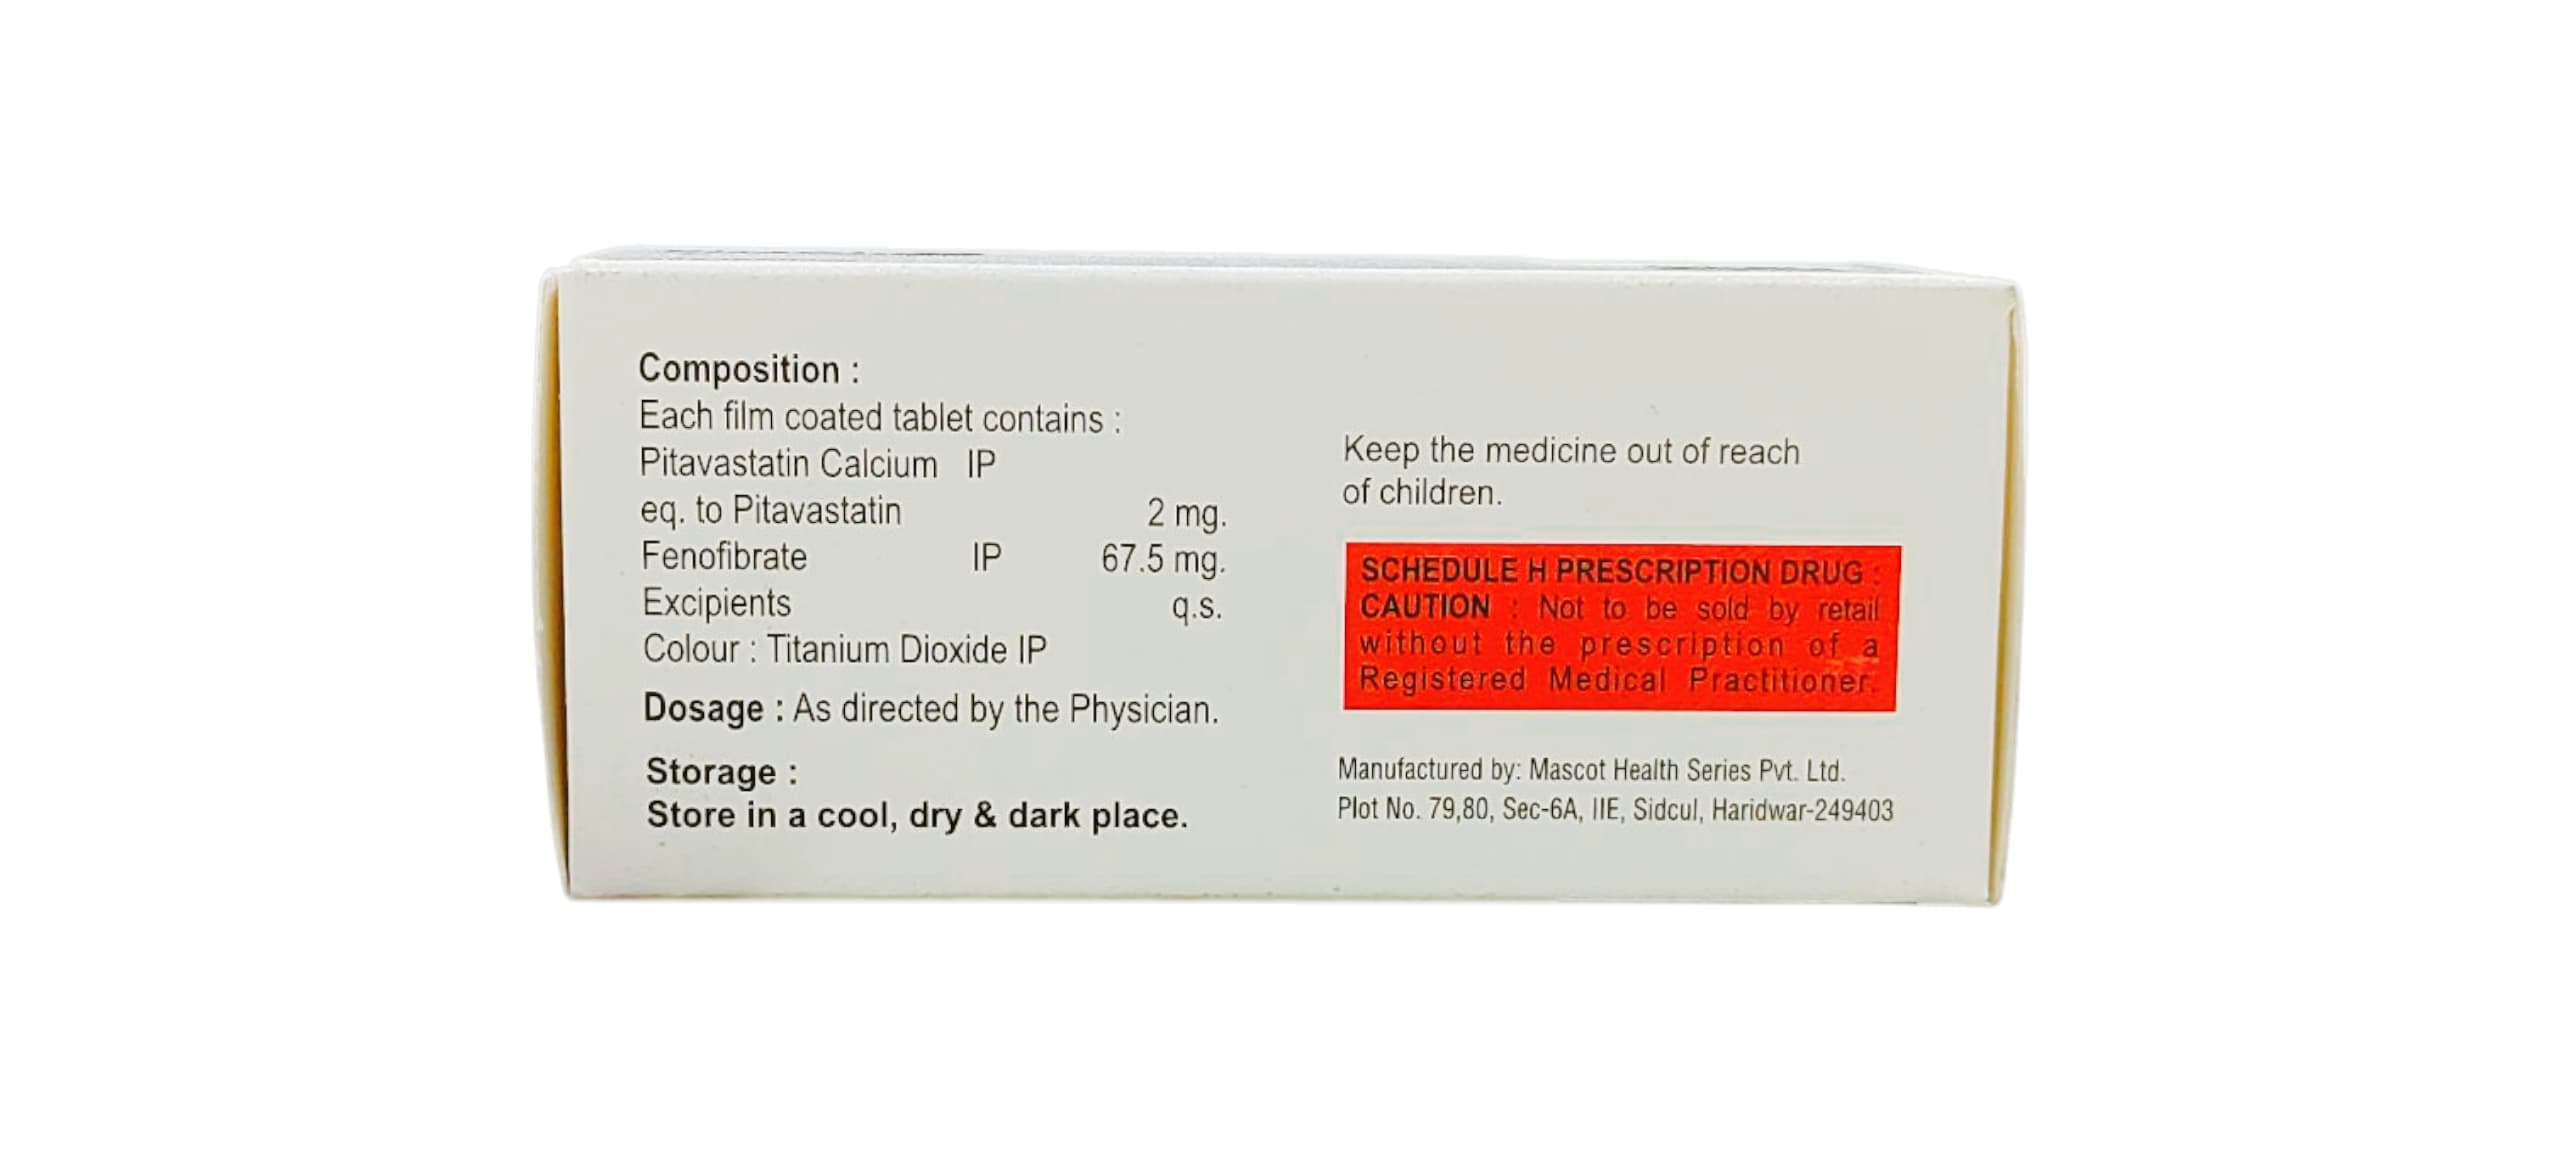 Composition :
Each film coated tablet contains :
Pitavastatin Calcium IP
eq. to Pitavastatin 2 mg.
Fenofibrate IP 67.5 mg.
Excipients q.s.
Colour : Titanium Dioxide IP
Dosage : As directed by the Physician.
Storage :
Store in a cool, dry & dark place.
Keep the medicine out of reach
of children.
SCHEDULE H PRESCRIPTION DRUG :
CAUTION : Not to be sold by retail
without the prescription of a
Registered Medical Practitioner.
Manufactured by: Mascot Health Series Pvt. Ltd.
Plot No. 79,80, Sec-6A, IIE, Sidcul, Haridwar-249403